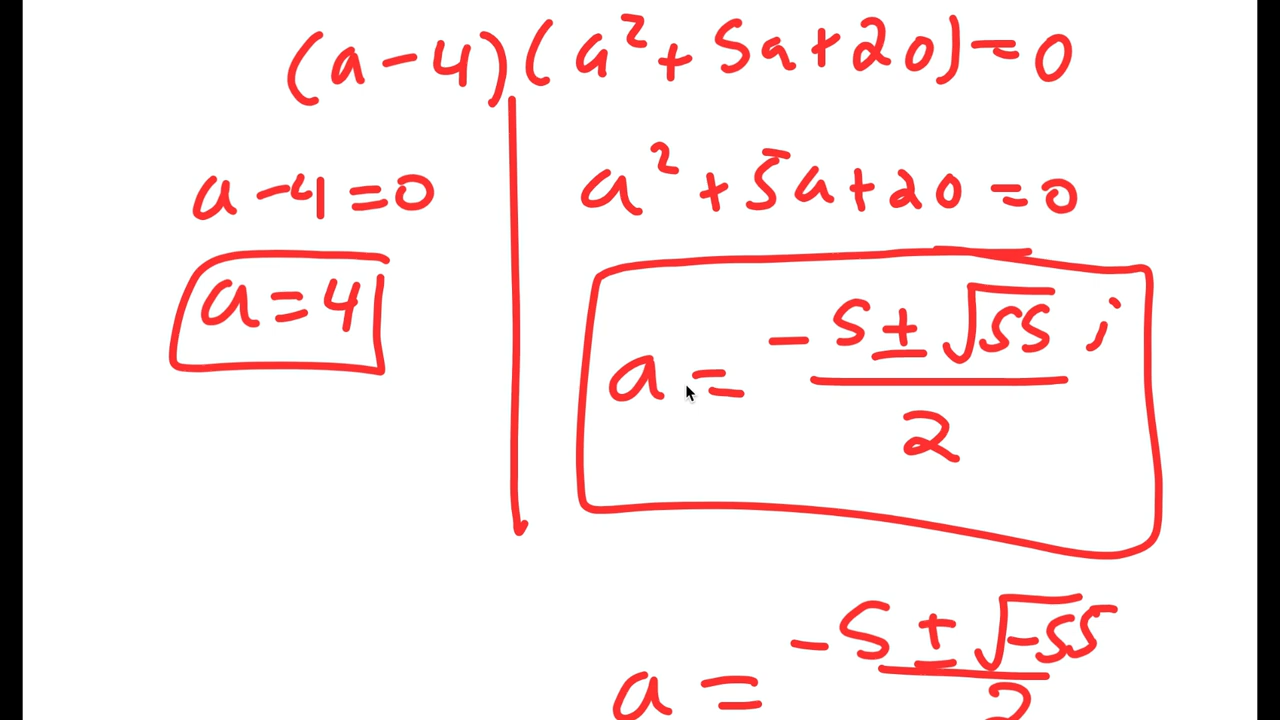 (a-4)(a²+5a+20)=0
a-4=0
a=4
a²+5a+20=0
a= -5±√55 i / 2
a= -5±√-55 / 2